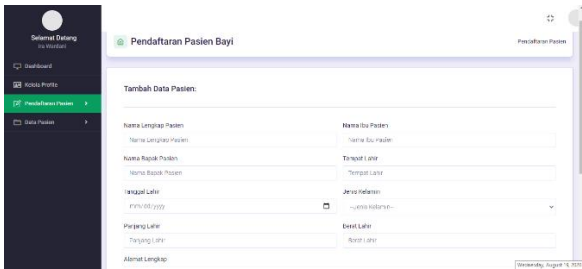 Selamat Datang
Ira Wardani
Dashboard
Kelola Profile
Pendaftaran Pasien
Data Pasien
Pendaftaran Pasien Bayi
Pendaftaran Pasien
Tambah Data Pasien:
Nama Lengkap Pasien
Nama Ibu Pasien
Nama Lengkap Pasien
Nama Ibu Pasien
Nama Bapak Pasien
Tempat Lahir
Nama Bapak Pasien
Tempat Lahir
Tanggal Lahir
Jenis Kelamin
mm/dd/yyyy
--Jenis Kelamin--
Panjang Lahir
Berat Lahir
Panjang Lahir
Berat Lahir
Alamat Lengkap
Wednesday, August